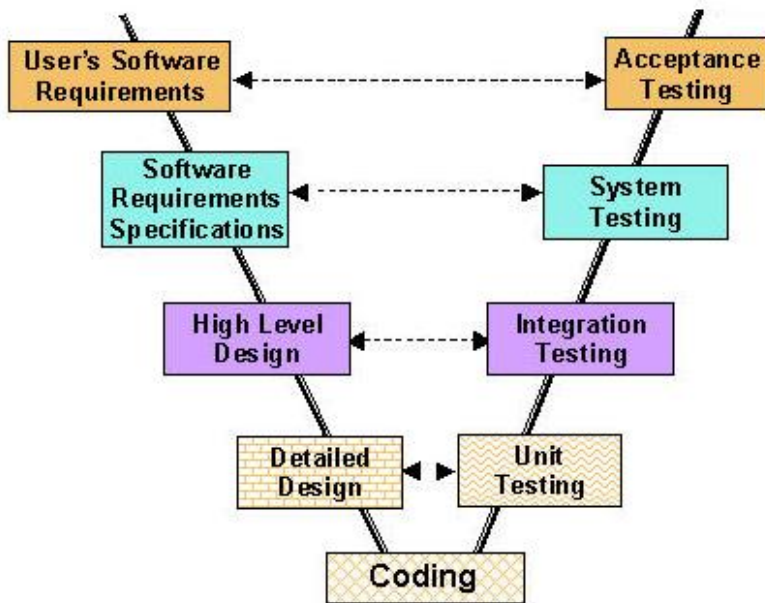 User's Software
Requirements
Acceptance
Testing
Software
Requirements
Specifications
System
Testing
High Level
Design
Integration
Testing
Detailed
Design
Unit
Testing
Coding